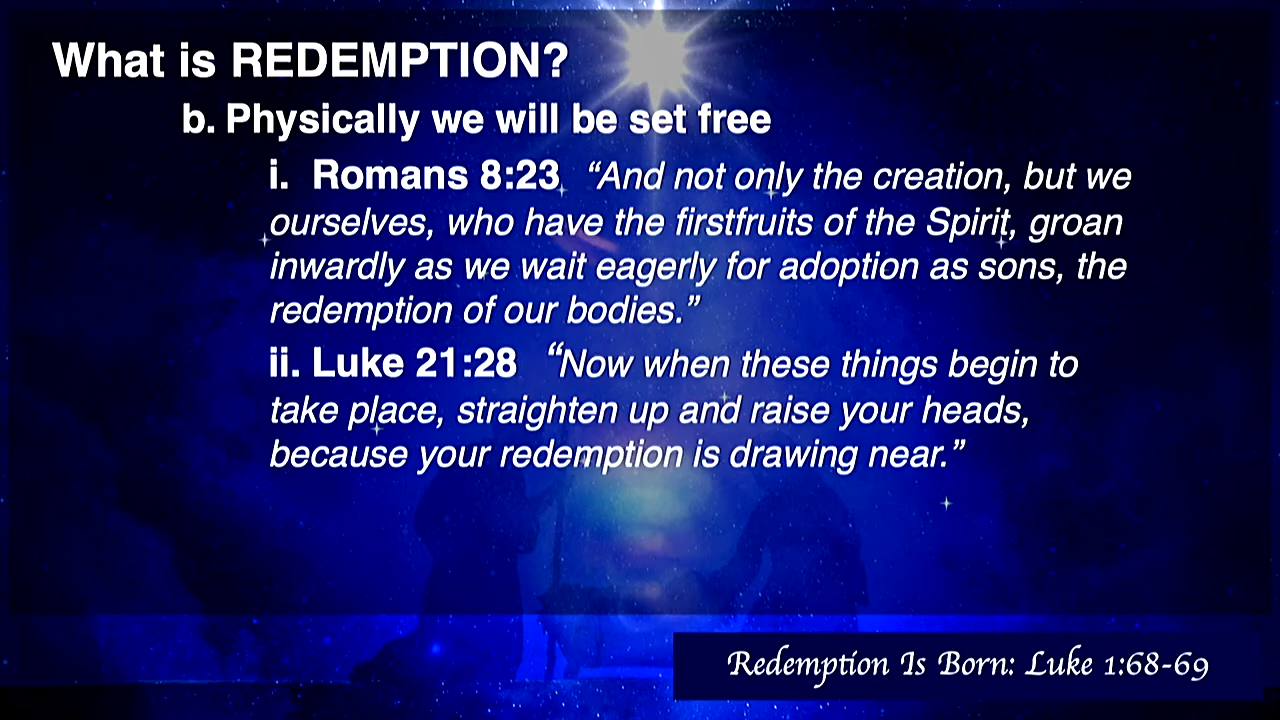 What is REDEMPTION?
b. Physically we will be set free
i. Romans 8:23 “And not only the creation, but we
ourselves, who have the firstfruits of the Spirit, groan
inwardly as we wait eagerly for adoption as sons, the
redemption of our bodies.”
ii. Luke 21:28 “Now when these things begin to
take place, straighten up and raise your heads,
because your redemption is drawing near.”
Redemption Is Born: Luke 1:68-69